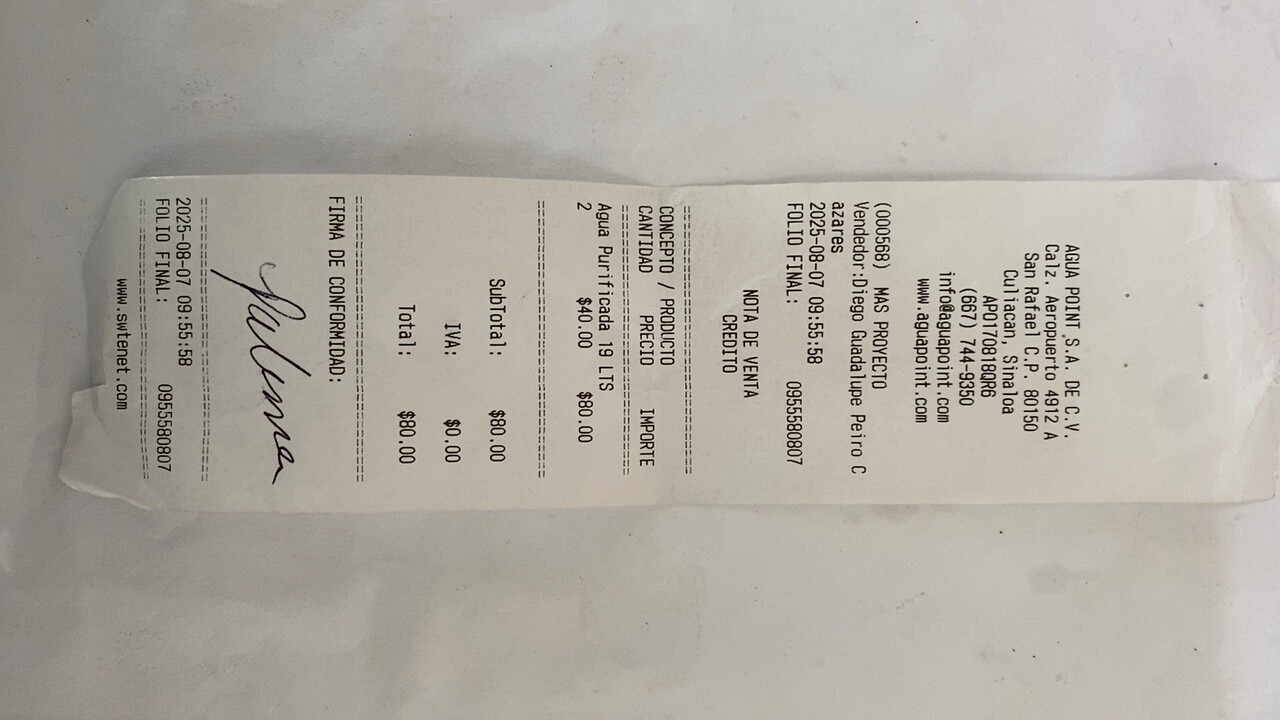 AGUA POINT S.A. DE C.V.
Calz. Aeropuerto 4912 A
San Rafael C.P. 80150
Culiacan, Sinaloa
APO170818QR6
(667) 744-8350
info@aguapoint.com
www.aguapoint.com
(000568) MAS PROYECTO
Vendedor:Diego Guadalupe Peiro C
azares
2025-08-07 09:55:58
FOLIO FINAL: 0955580807
NOTA DE VENTA
CREDITO
CONCEPTO / PRODUCTO
CANTIDAD PRECIO IMPORTE
Agua Purificada 19 LTS
2 $40.00 $80.00
SubTotal: $80.00
IVA: $0.00
Total: $80.00
FIRMA DE CONFORMIDAD:
2025-08-07 09:55:58
FOLIO FINAL: 0955580807
www.swtenet.com